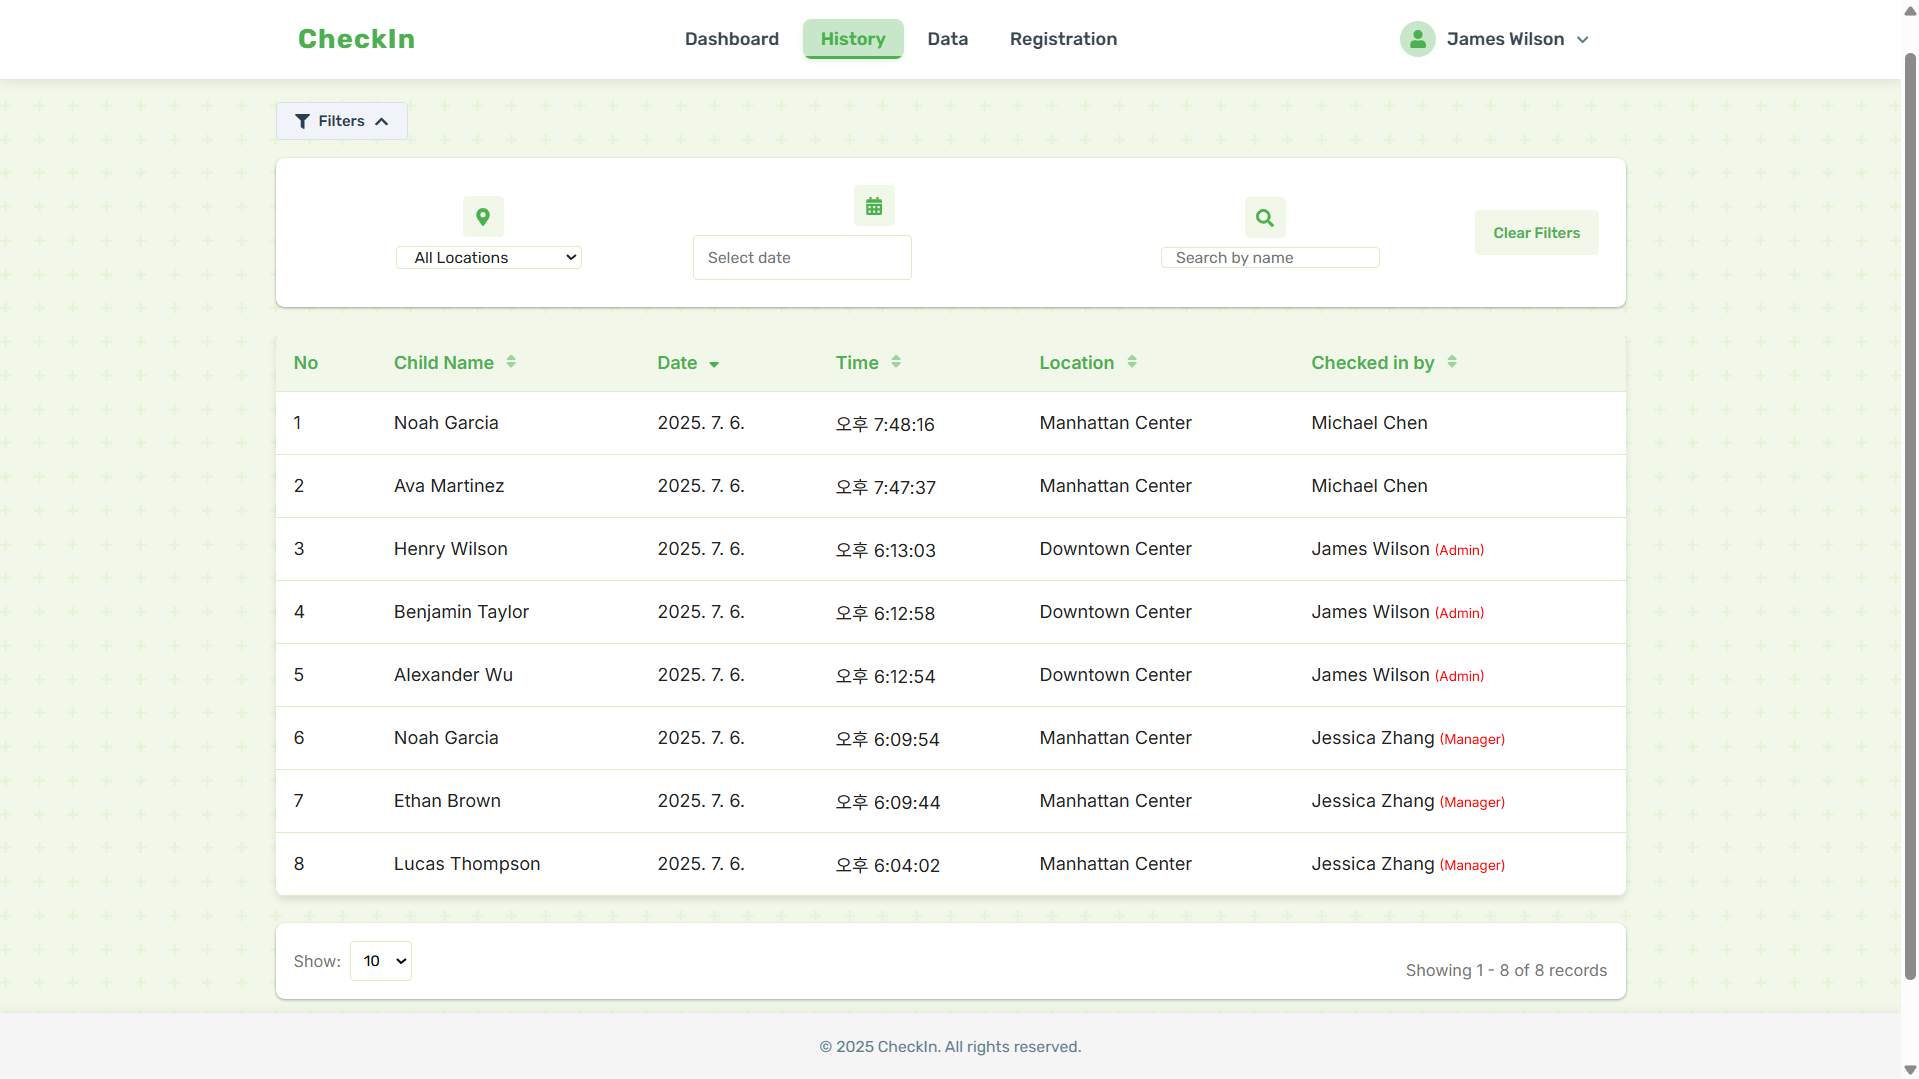 CheckIn
Dashboard History Data Registration
James Wilson
Filters
All Locations
Select date
Search by name
Clear Filters
No Child Name Date Time Location Checked in by
1 Noah Garcia 2025. 7. 6. 오후 7:48:16 Manhattan Center Michael Chen
2 Ava Martinez 2025. 7. 6. 오후 7:47:37 Manhattan Center Michael Chen
3 Henry Wilson 2025. 7. 6. 오후 6:13:03 Downtown Center James Wilson (Admin)
4 Benjamin Taylor 2025. 7. 6. 오후 6:12:58 Downtown Center James Wilson (Admin)
5 Alexander Wu 2025. 7. 6. 오후 6:12:54 Downtown Center James Wilson (Admin)
6 Noah Garcia 2025. 7. 6. 오후 6:09:54 Manhattan Center Jessica Zhang (Manager)
7 Ethan Brown 2025. 7. 6. 오후 6:09:44 Manhattan Center Jessica Zhang (Manager)
8 Lucas Thompson 2025. 7. 6. 오후 6:04:02 Manhattan Center Jessica Zhang (Manager)
Show: 10
Showing 1 - 8 of 8 records
© 2025 CheckIn. All rights reserved.